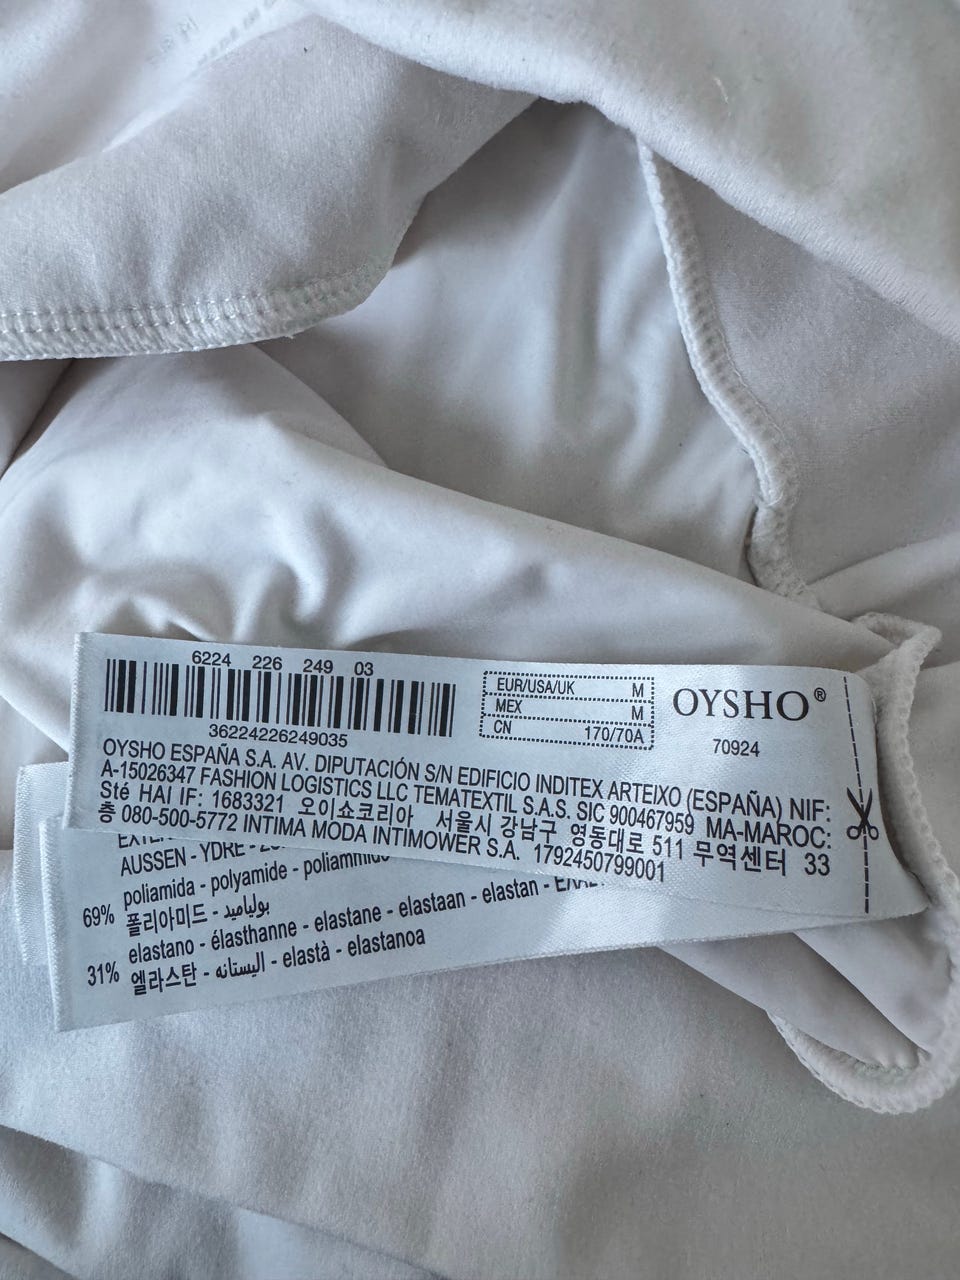 6224 226 249 03
36224226249035
EUR/USA/UK M
MEX M
CN 170/70A
OYSHO®
70924
OYSHO ESPAÑA S.A. AV. DIPUTACIÓN S/N EDIFICIO INDITEX ARTEIXO (ESPAÑA) NIF:
A-15026347 FASHION LOGISTICS LLC TEMATEXTIL S.A.S. SIC 900467959 MA-MAROC:
Sté HAI IF: 1683321 오이쇼코리아 서울시 강남구 영동대로 511 무역센터 33
층 080-500-5772 INTIMA MODA INTIMOWER S.A. 1792450799001
AUSSEN - YDRE -
69% poliamida - polyamide - poliammide
폴리아미드 - بولياميد
31% elastano - élasthanne - elastane - elastaan - elastan -
엘라스탄 - اليستانه - elastà - elastanoa